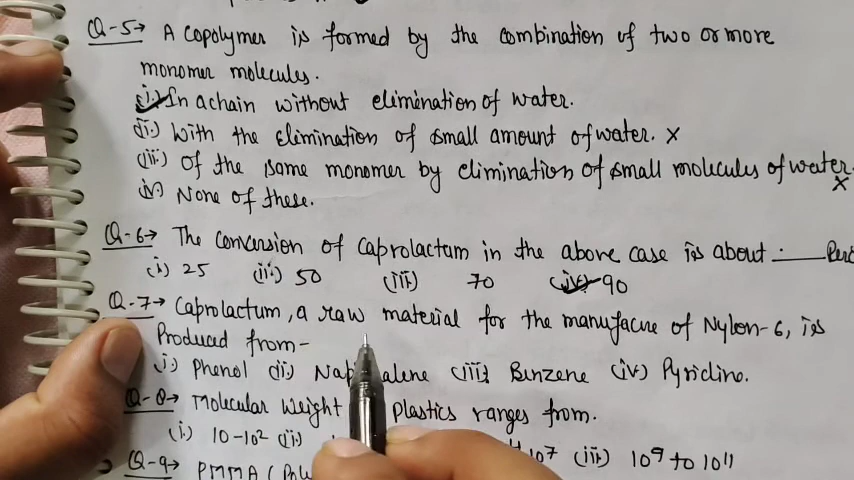 Q-5→ A copolymer is formed by the combination of two or more
monomer molecules.
(i.) In achain without elimination of water.
(ii.) With the elimination of small amount of water. x
(iii.) Of the same monomer by elimination of small molecules of water. x
(iv) None of these.
Q-6→ The conversion of caprolactum in the above case is about
(i) 25 (ii.) 50 (iii) 70 (iv) 90
Q-7→ Caprolactum, a raw material for the manufacne of Nylon-6, is
Produced from-
(i) Phenol (ii) (iii) Benzene (iv) Pyridine.
Q-8→ Molecular Weight Plastics ranges from.
(i) 10-10² (ii) 10⁷ (iii) 10⁹ to 10¹¹
Q-9→ PMMA (